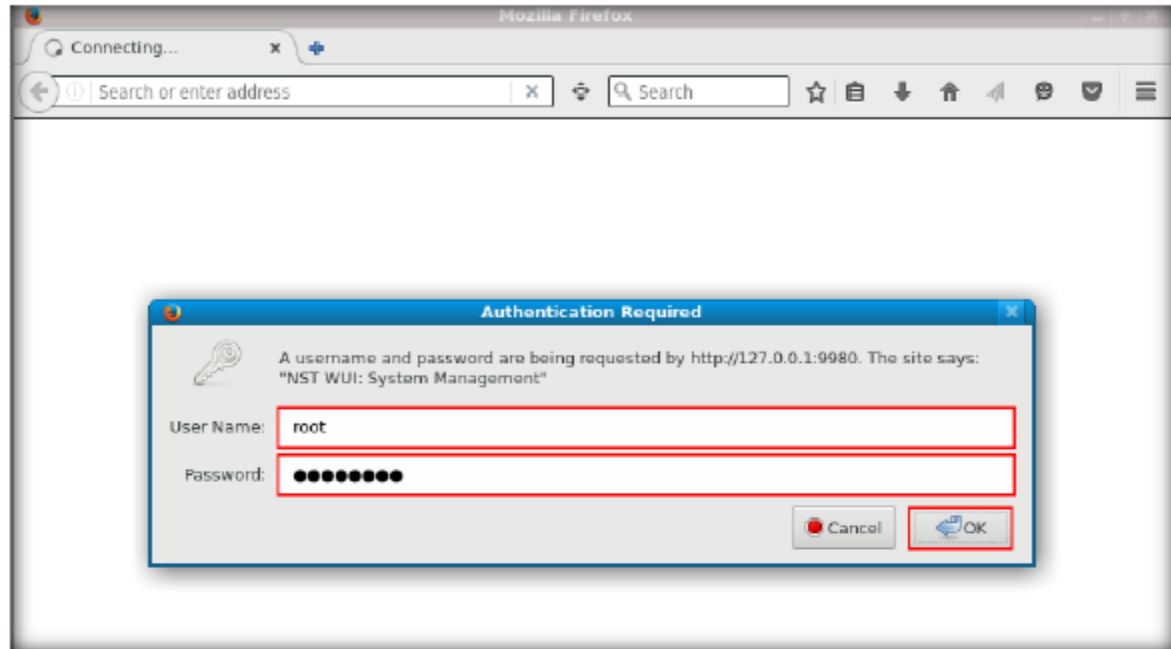 Mozilla Firefox
Connecting...
Search or enter address
Search
Authentication Required
A username and password are being requested by http://127.0.0.1:9980. The site says:
"NST WUI: System Management"
User Name: root
Password: ●●●●●●●●
Cancel OK